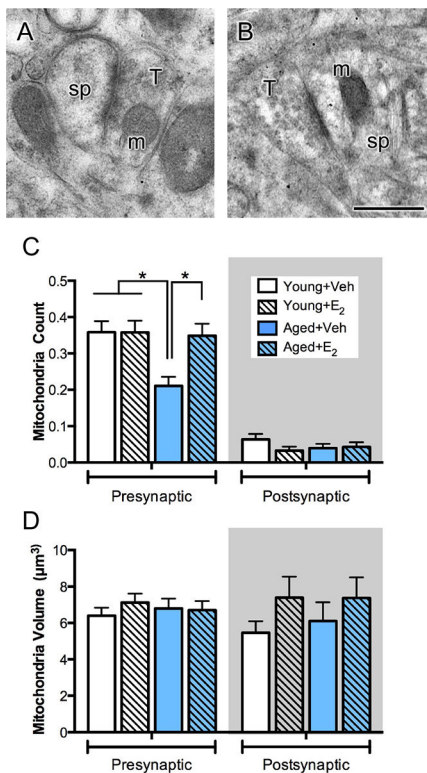 A
sp
T
m
B
m
T
sp
C
Mitochondria Count
0.5
0.4
0.3
0.2
0.1
0.0
*
*
Young+Veh
Young+E₂
Aged+Veh
Aged+E₂
Presynaptic
Postsynaptic
D
Mitochondria Volume (µm³)
10
8
6
4
2
0
Presynaptic
Postsynaptic